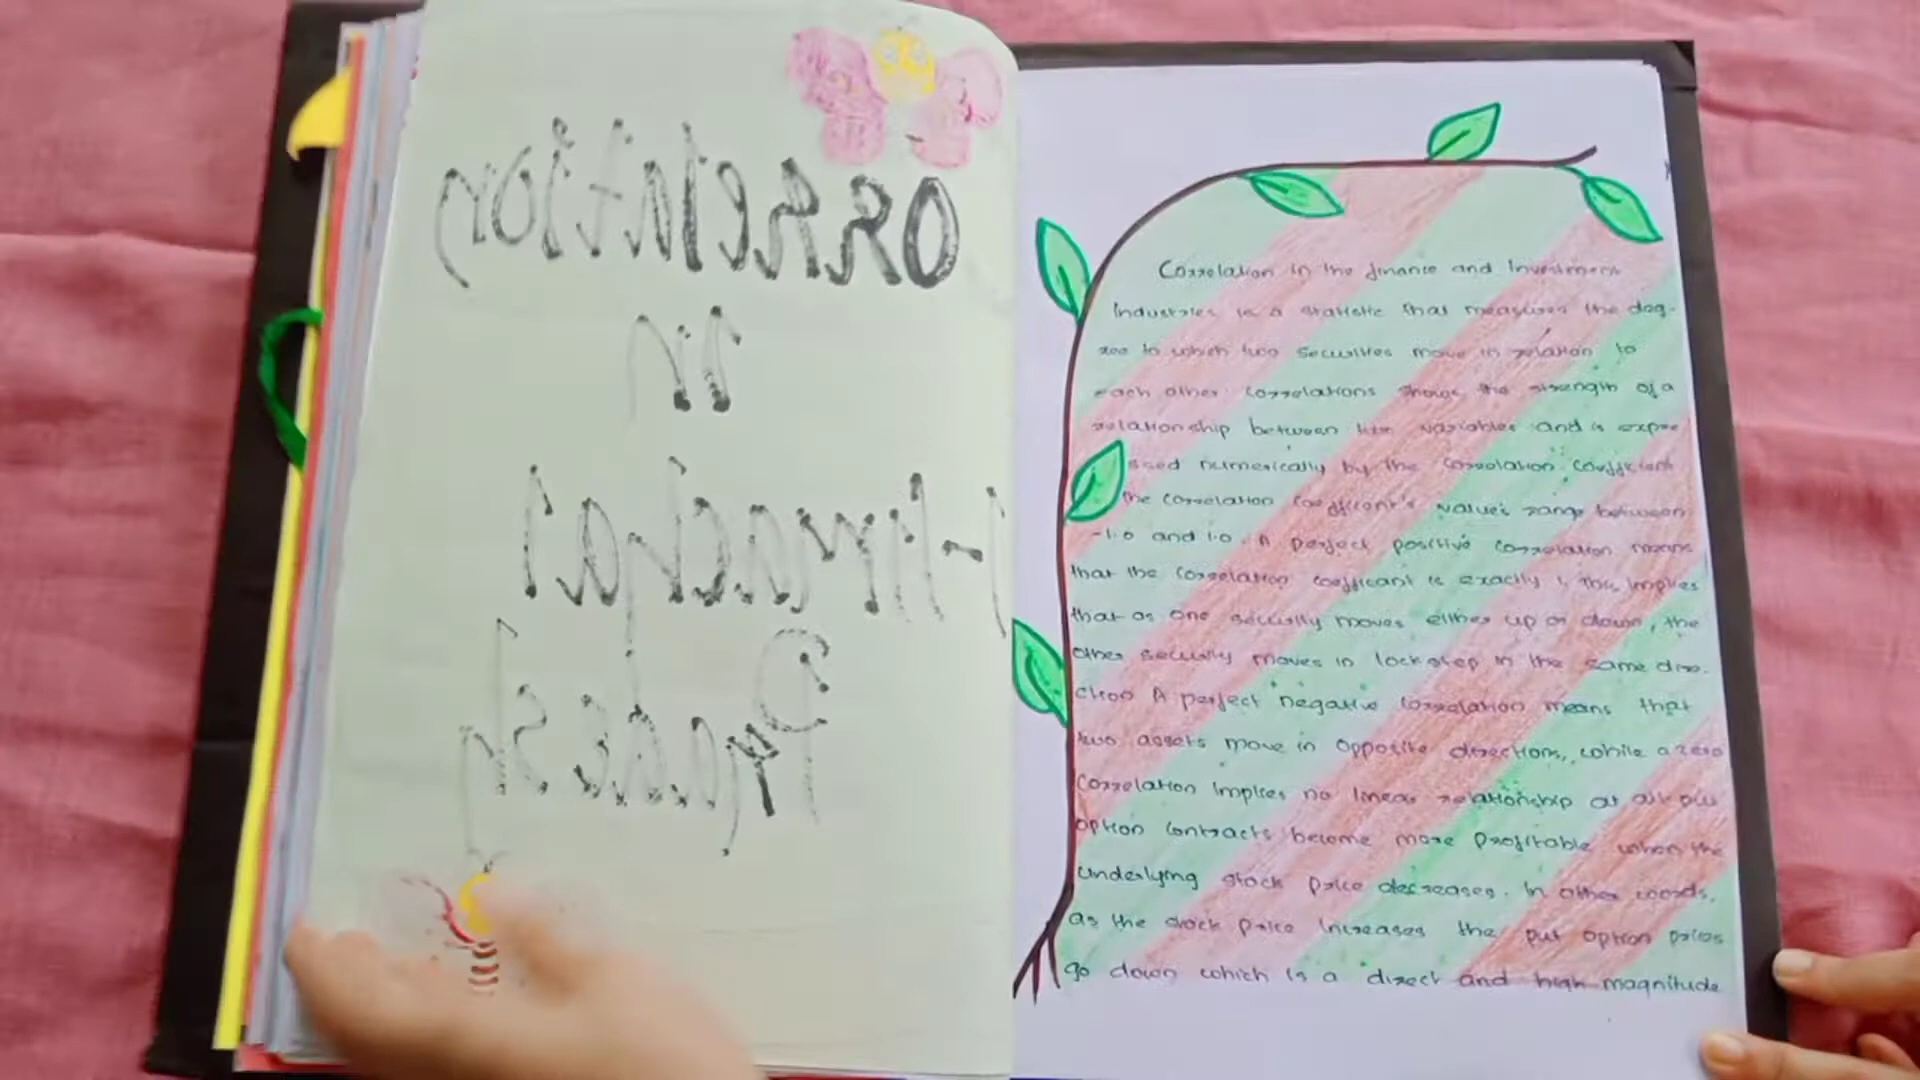 Correlation in the finance and Investment
Industries is a statistic that measures the deg-
ree to which two securities move in relation to
each other. Correlations shows the strength of a
relationship between two variables and is expre
ssed numerically by the Correlation Coefficient
the correlation coefficient's value's range between
-1.0 and 1.0. A perfect positive correlation means
that the correlation coefficant is exactly 1. This implies
that as one security moves either up or down, the
other security moves in lockstep in the same dire-
ction A perfect negative correlation means that
two assets move in opposite directions, while a zero
Correlation implies no linear relationship at all put
option contracts become more profitable when the
underlying stock price decreases. In other words,
as the stock price increases the put option prices
go down which is a direct and high magnitude